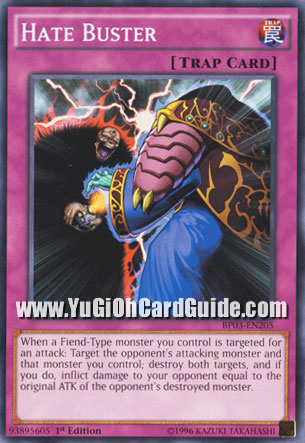 HATE BUSTER
TRAP
罠
[TRAP CARD]
www.YuGiOhCardGuide.com
BP03-EN205
When a Fiend-Type monster you control is targeted for
an attack: Target the opponent's attacking monster and
that monster you control; destroy both targets, and if
you do, inflict damage to your opponent equal to the
original ATK of the opponent's destroyed monster.
93895605 1st Edition ©1996 KAZUKI TAKAHASHI